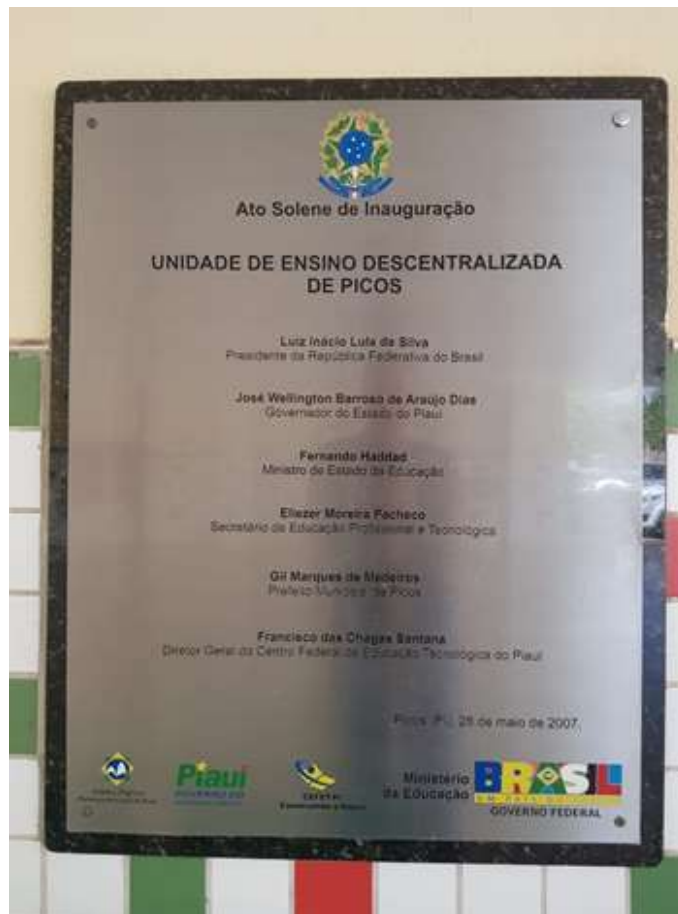 Ato Solene de Inauguração
UNIDADE DE ENSINO DESCENTRALIZADA
DE PICOS
Luiz Inácio Lula da Silva
Presidente da República Federativa do Brasil
José Wellington Barroso de Araújo Dias
Governador do Estado do Piauí
Fernando Haddad
Ministro de Estado da Educação
Eliezer Moreira Pacheco
Secretário de Educação Profissional e Tecnológica
Gil Marques de Medeiros
Prefeito Municipal de Picos
Francisco das Chagas Santana
Diretor Geral da Centro Federal de Educação Tecnológica do Piauí
Picos 28 de maio de 2007.
Piauí
Ministério
da Educação
BRASIL
GOVERNO FEDERAL